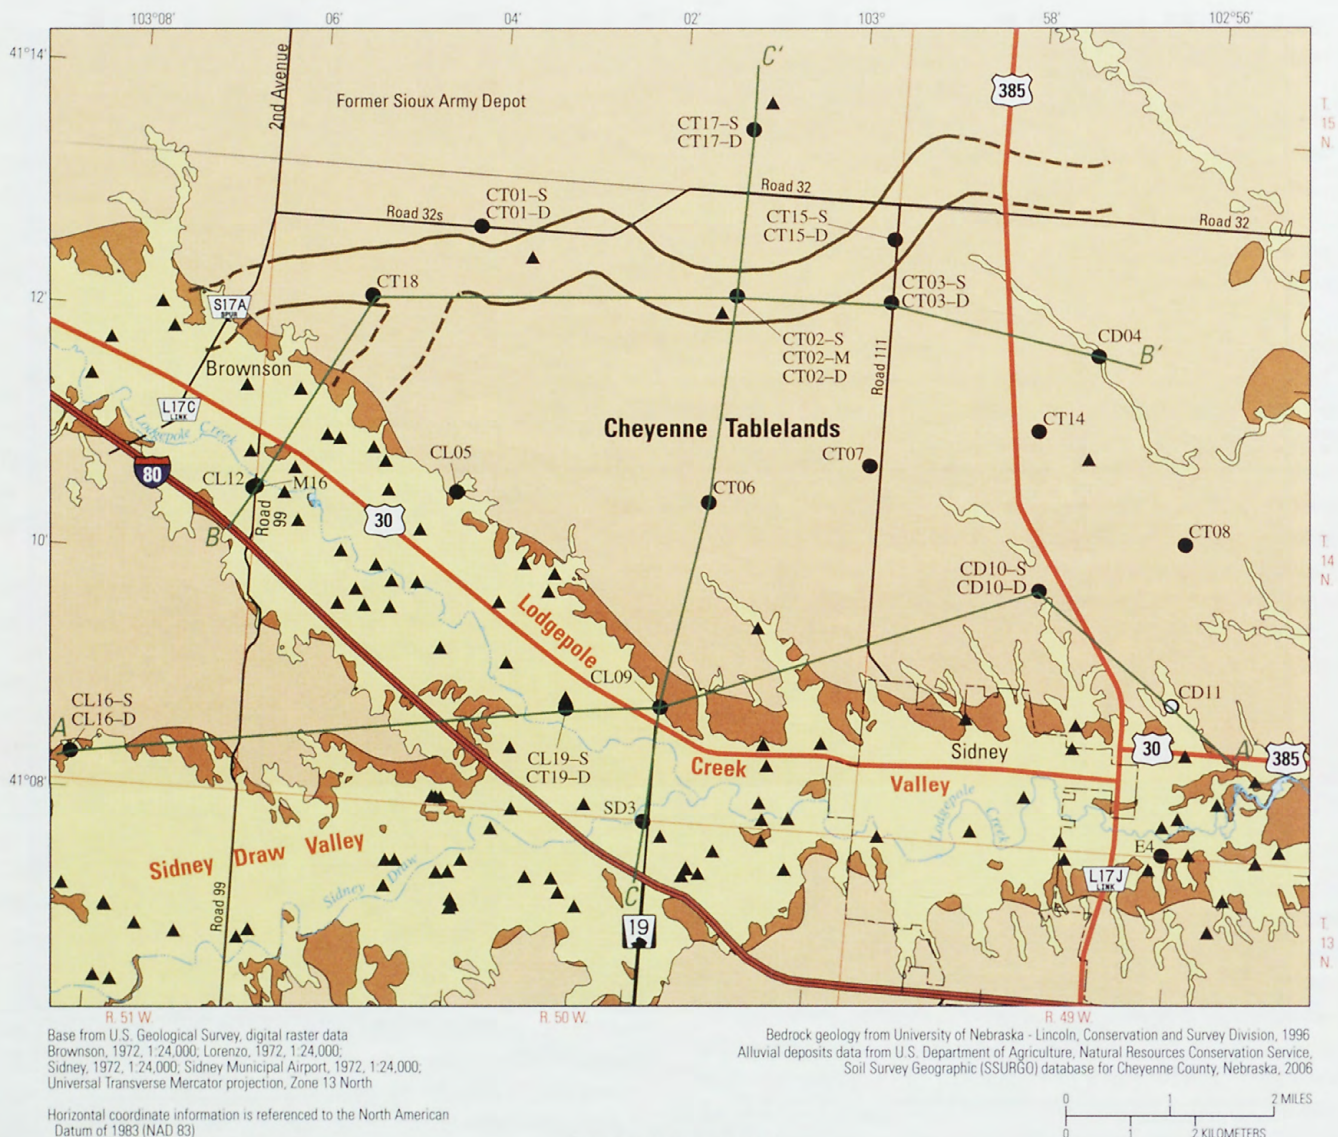 103°08'
06'
04'
02'
103°
58'
102°56'
41°14'
C'
2nd Avenue
Former Sioux Army Depot
385
T.
15
N.
CT17–S
CT17–D
CT01–S
CT01–D
Road 32s
Road 32
Road 32
CT15–S
CT15–D
12'
S17A
SPUR
CT18
CT03–S
CT03–D
CT02–S
CT02–M
CT02–D
CD04
B'
Brownson
Road 111
L17C
LINK
Lodgepole Creek
Cheyenne Tablelands
CT14
CL05
CT07
80
CL12
M16
CT06
Road
99
30
B
10'
CT08
T.
14
N.
CD10–S
CD10–D
Lodgepole
CL09
CD11
CL16–S
CL16–D
A
CL19–S
CT19–D
Sidney
30
A'
385
41°08'
Creek
Valley
Lodgepole
Creek
SD3
Sidney Draw Valley
E4
Sidney Draw
L17J
LINK
Road 99
C
19
T.
13
N.
R. 51 W.
R. 50 W.
R. 49 W.
Base from U.S. Geological Survey, digital raster data
Brownson, 1972, 1:24,000; Lorenzo, 1972, 1:24,000;
Sidney, 1972, 1:24,000; Sidney Municipal Airport, 1972, 1:24,000;
Universal Transverse Mercator projection, Zone 13 North
Horizontal coordinate information is referenced to the North American
Datum of 1983 (NAD 83)
Bedrock geology from University of Nebraska - Lincoln, Conservation and Survey Division, 1996
Alluvial deposits data from U.S. Department of Agriculture, Natural Resources Conservation Service,
Soil Survey Geographic (SSURGO) database for Cheyenne County, Nebraska, 2006
0 1 2 MILES
0 1 2 KILOMETERS